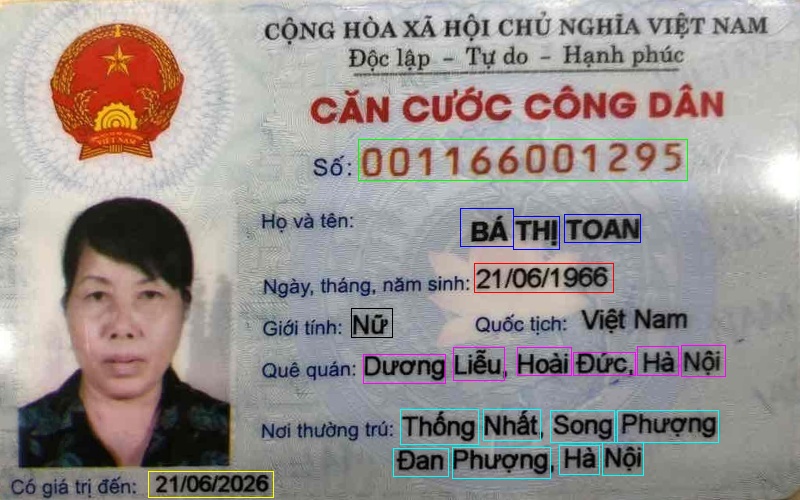 CỘNG HÒA XÃ HỘI CHỦ NGHĨA VIỆT NAM
Độc lập - Tự do - Hạnh phúc
CĂN CƯỚC CÔNG DÂN
Số: 001166001295
Họ và tên: BÁ THỊ TOAN
Ngày, tháng, năm sinh: 21/06/1966
Giới tính: Nữ Quốc tịch: Việt Nam
Quê quán: Dương Liễu, Hoài Đức, Hà Nội
Nơi thường trú: Thống Nhất, Song Phượng
Đan Phượng, Hà Nội
Có giá trị đến: 21/06/2026